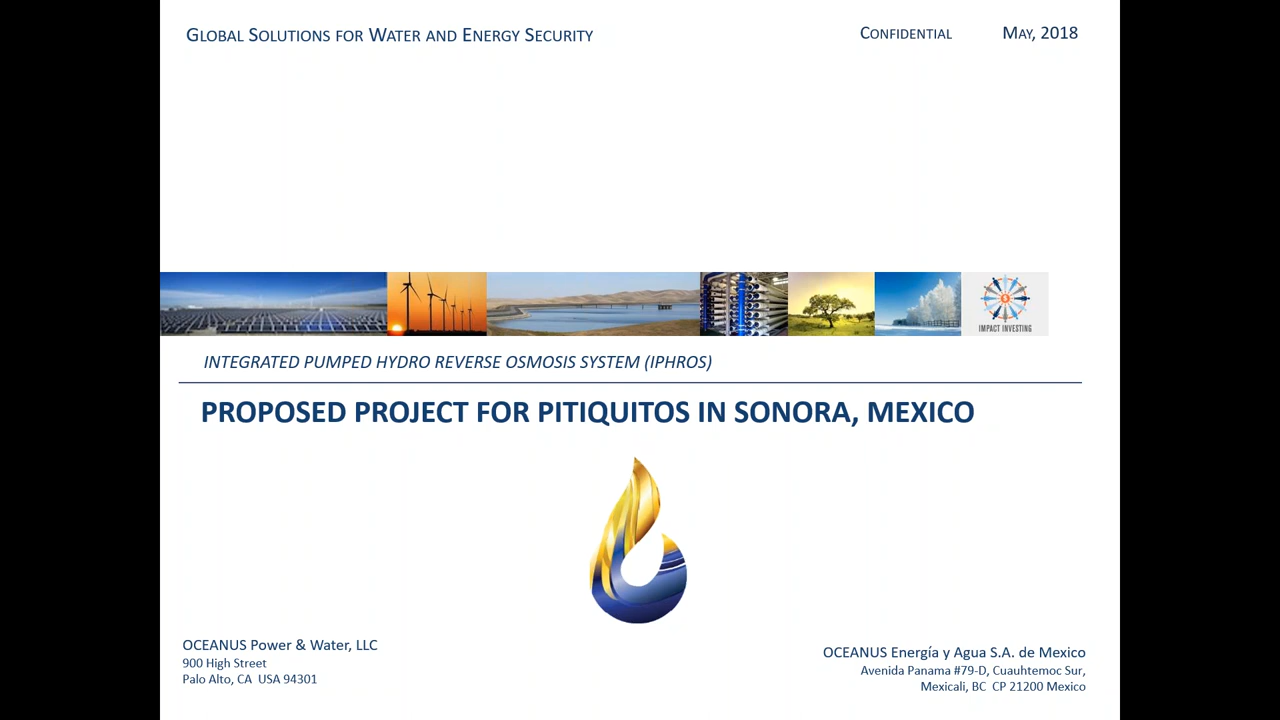 GLOBAL SOLUTIONS FOR WATER AND ENERGY SECURITY
CONFIDENTIAL MAY, 2018
IMPACT INVESTING
INTEGRATED PUMPED HYDRO REVERSE OSMOSIS SYSTEM (IPHROS)
PROPOSED PROJECT FOR PITIQUITOS IN SONORA, MEXICO
OCEANUS Power & Water, LLC
900 High Street
Palo Alto, CA USA 94301
OCEANUS Energía y Agua S.A. de Mexico
Avenida Panama #79-D, Cuauhtemoc Sur,
Mexicali, BC CP 21200 Mexico